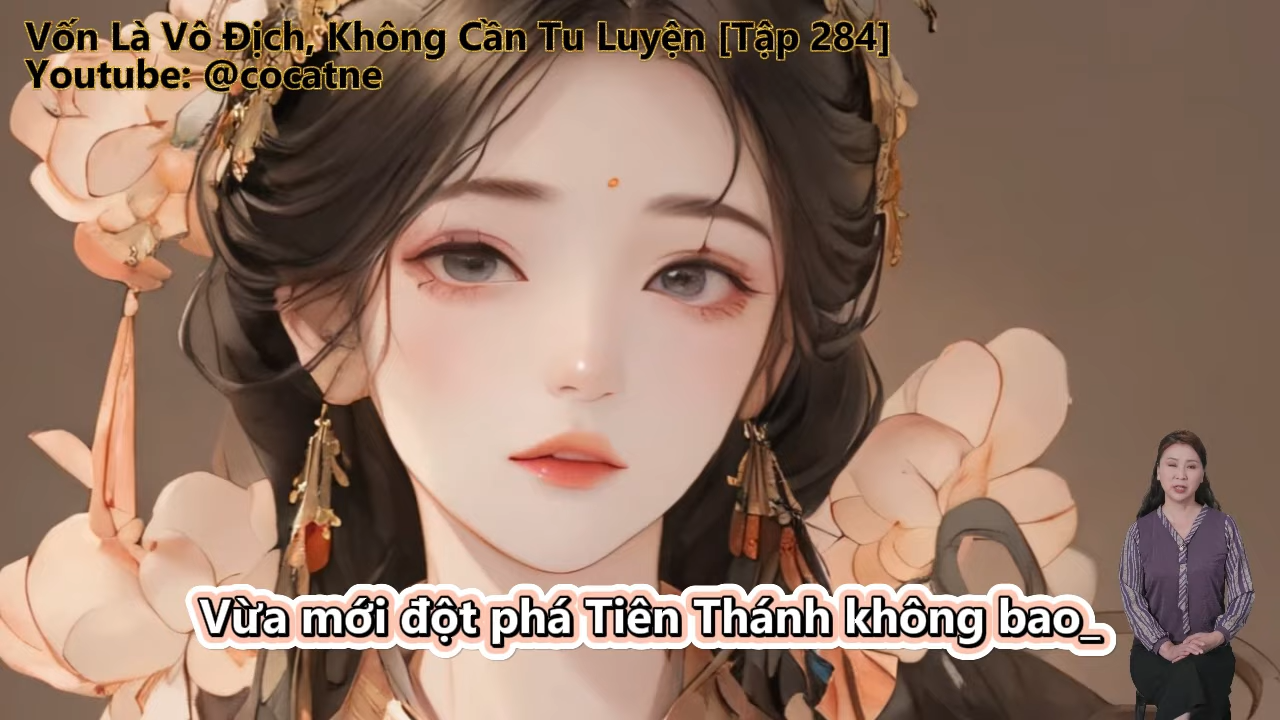 Vốn Là Vô Địch, Không Cần Tu Luyện [Tập 284]
Youtube: @cocatne
Vừa mới đột phá Tiên Thánh không bao_